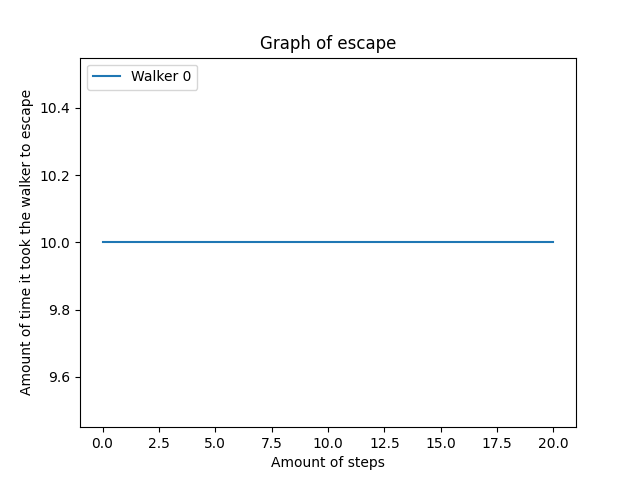 Graph of escape
Walker 0
Amount of time it took the walker to escape
10.4
10.2
10.0
9.8
9.6
0.0 2.5 5.0 7.5 10.0 12.5 15.0 17.5 20.0
Amount of steps